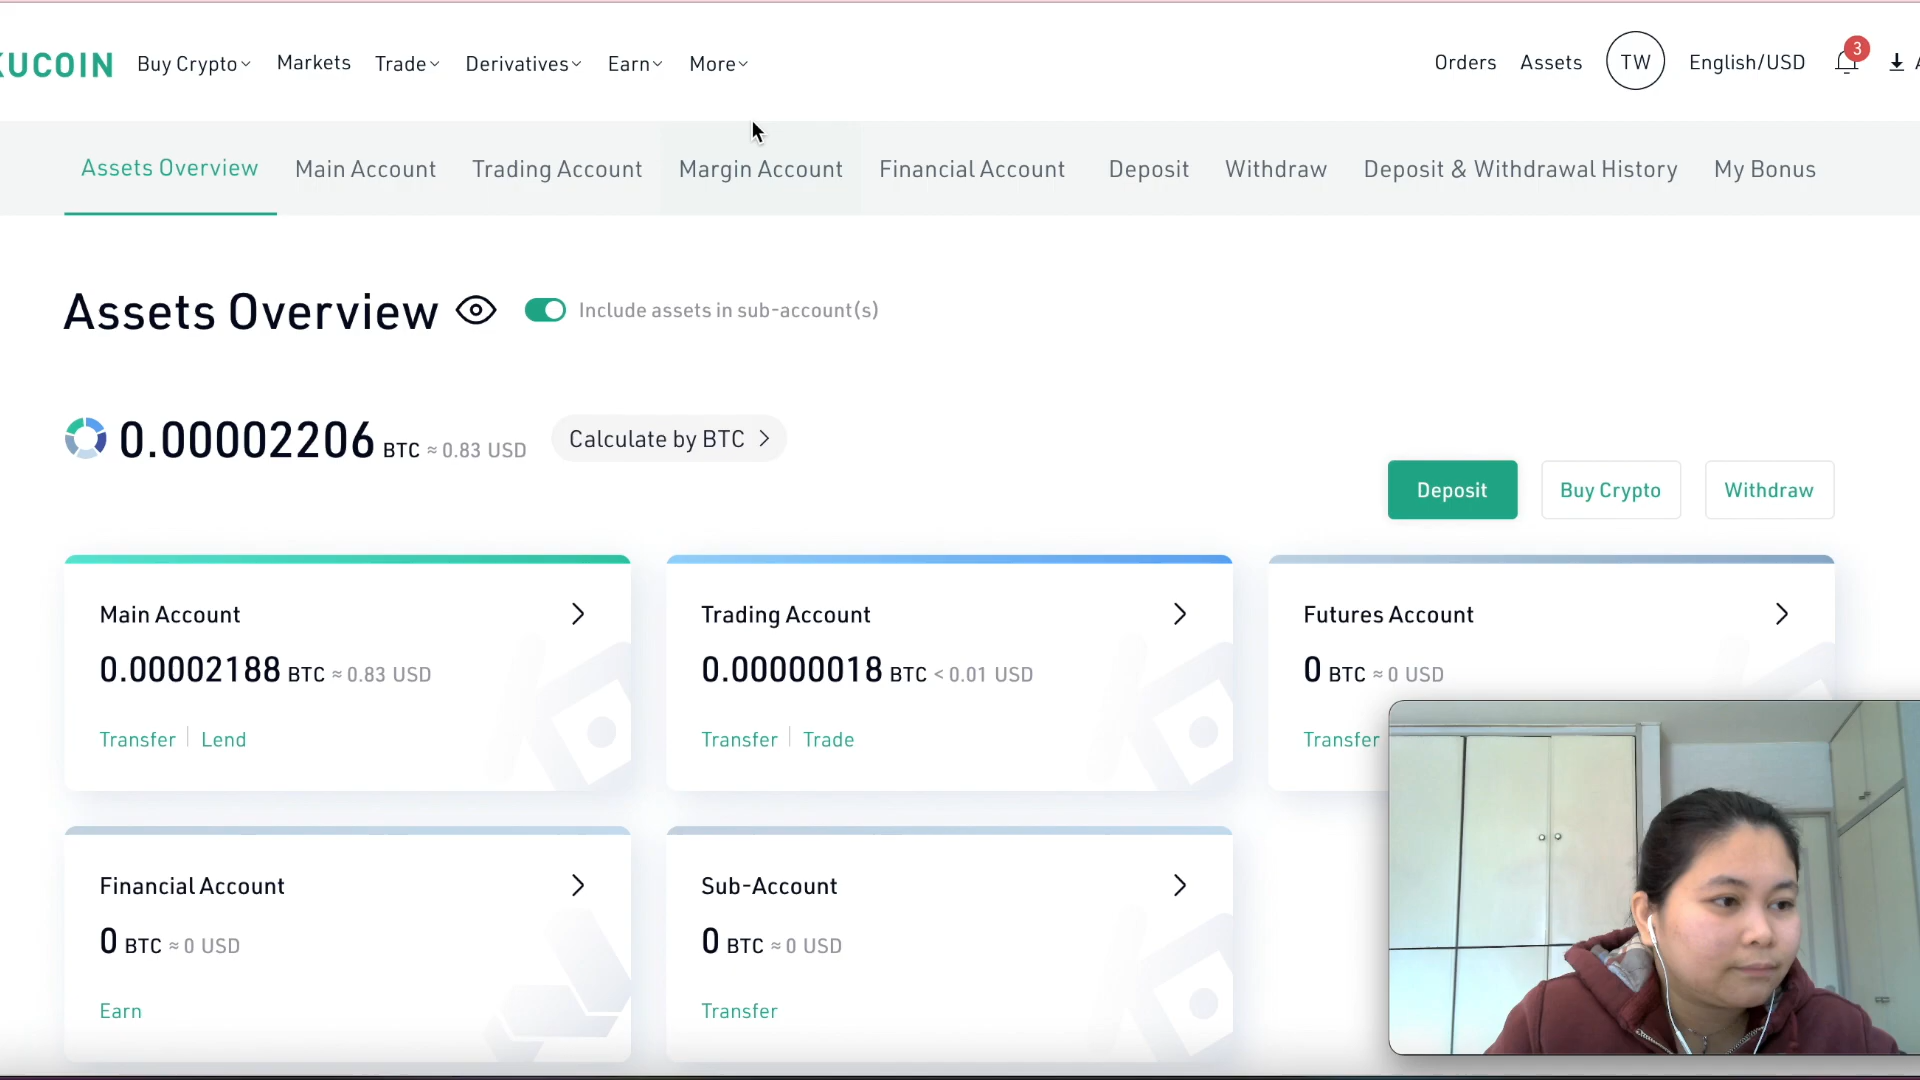 KUCOIN Buy Crypto Markets Trade Derivatives Earn More Orders Assets TW English/USD 3
Assets Overview Main Account Trading Account Margin Account Financial Account Deposit Withdraw Deposit & Withdrawal History My Bonus
Assets Overview Include assets in sub-account(s)
0.00002206 BTC ≈ 0.83 USD Calculate by BTC >
Deposit Buy Crypto Withdraw
Main Account
0.00002188 BTC ≈ 0.83 USD
Transfer Lend
Trading Account
0.00000018 BTC < 0.01 USD
Transfer Trade
Futures Account
0 BTC ≈ 0 USD
Transfer
Financial Account
0 BTC ≈ 0 USD
Earn
Sub-Account
0 BTC ≈ 0 USD
Transfer